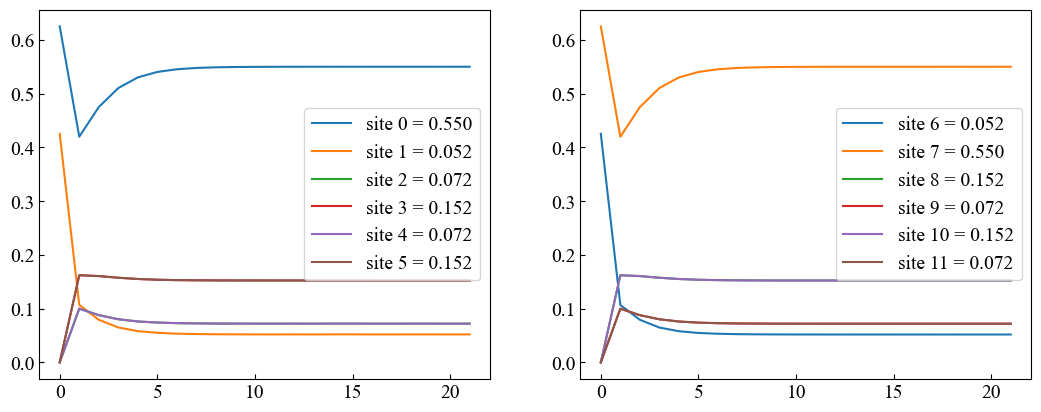 0.6
0.5
0.4
0.3
0.2
0.1
0.0
0 5 10 15 20
site 0 = 0.550
site 1 = 0.052
site 2 = 0.072
site 3 = 0.152
site 4 = 0.072
site 5 = 0.152
0.6
0.5
0.4
0.3
0.2
0.1
0.0
0 5 10 15 20
site 6 = 0.052
site 7 = 0.550
site 8 = 0.152
site 9 = 0.072
site 10 = 0.152
site 11 = 0.072